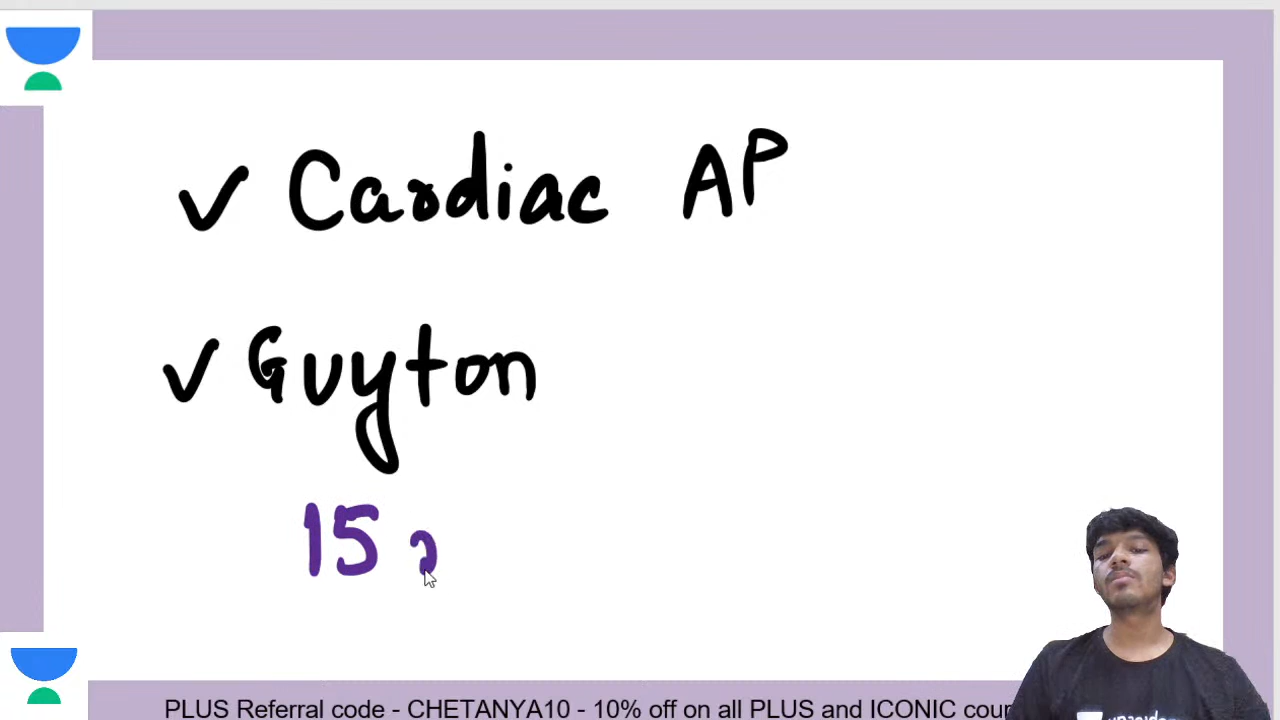 ✓ Cardiac AP
✓ Guyton
15
PLUS Referral code - CHETANYA10 - 10% off on all PLUS and ICONIC cour